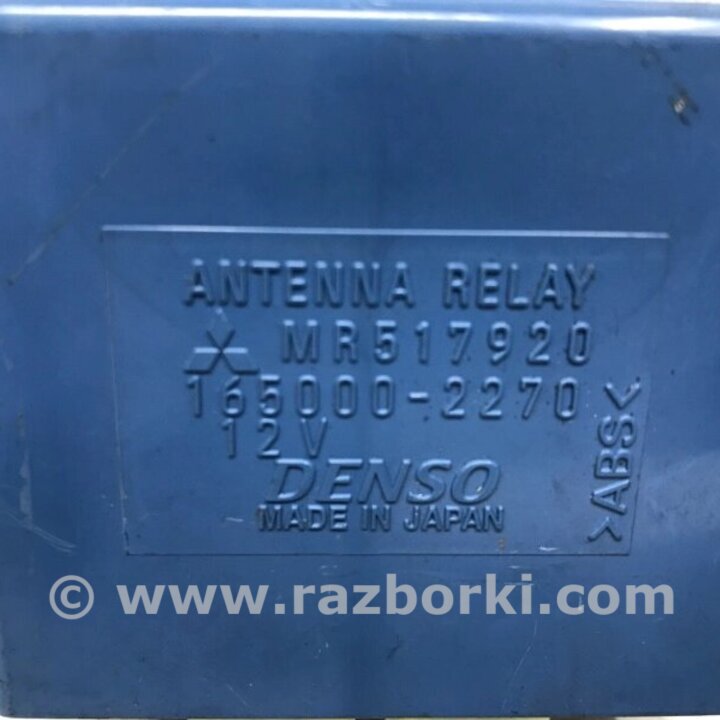 ANTENNA RELAY
MR517920
165000-2270
12V
DENSO
MADE IN JAPAN
>ABS<
© www.razborki.com